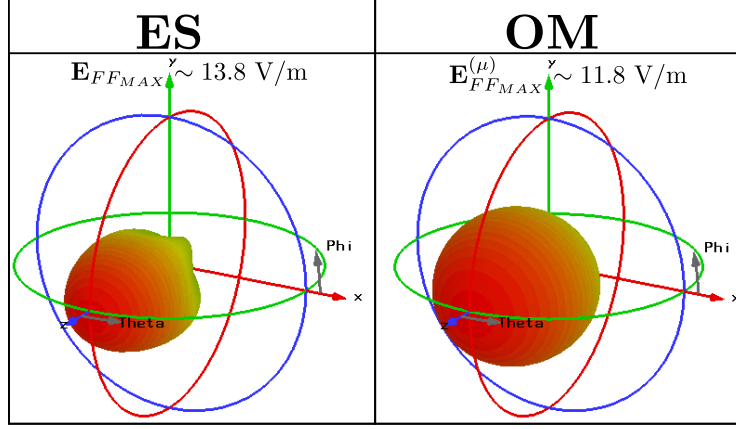 ES
OM
E_{FF_{MAX}} ~ 13.8 V/m
E^{(μ)}_{FF_{MAX}} ~ 11.8 V/m
y
y
Phi
Phi
x
x
z Theta
z Theta